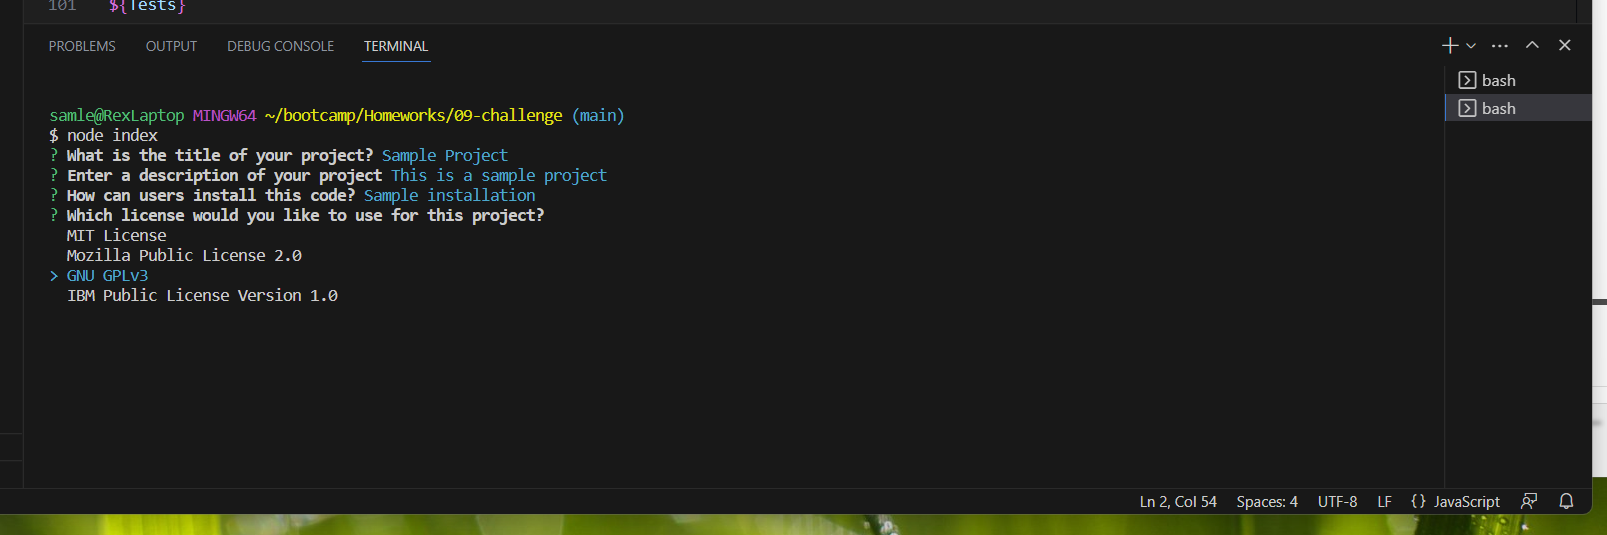 101 ${Tests}
PROBLEMS OUTPUT DEBUG CONSOLE TERMINAL
bash
bash
samle@RexLaptop MINGW64 ~/bootcamp/Homeworks/09-challenge (main)
$ node index
? What is the title of your project? Sample Project
? Enter a description of your project This is a sample project
? How can users install this code? Sample installation
? Which license would you like to use for this project?
MIT License
Mozilla Public License 2.0
> GNU GPLv3
IBM Public License Version 1.0
Ln 2, Col 54 Spaces: 4 UTF-8 LF {} JavaScript